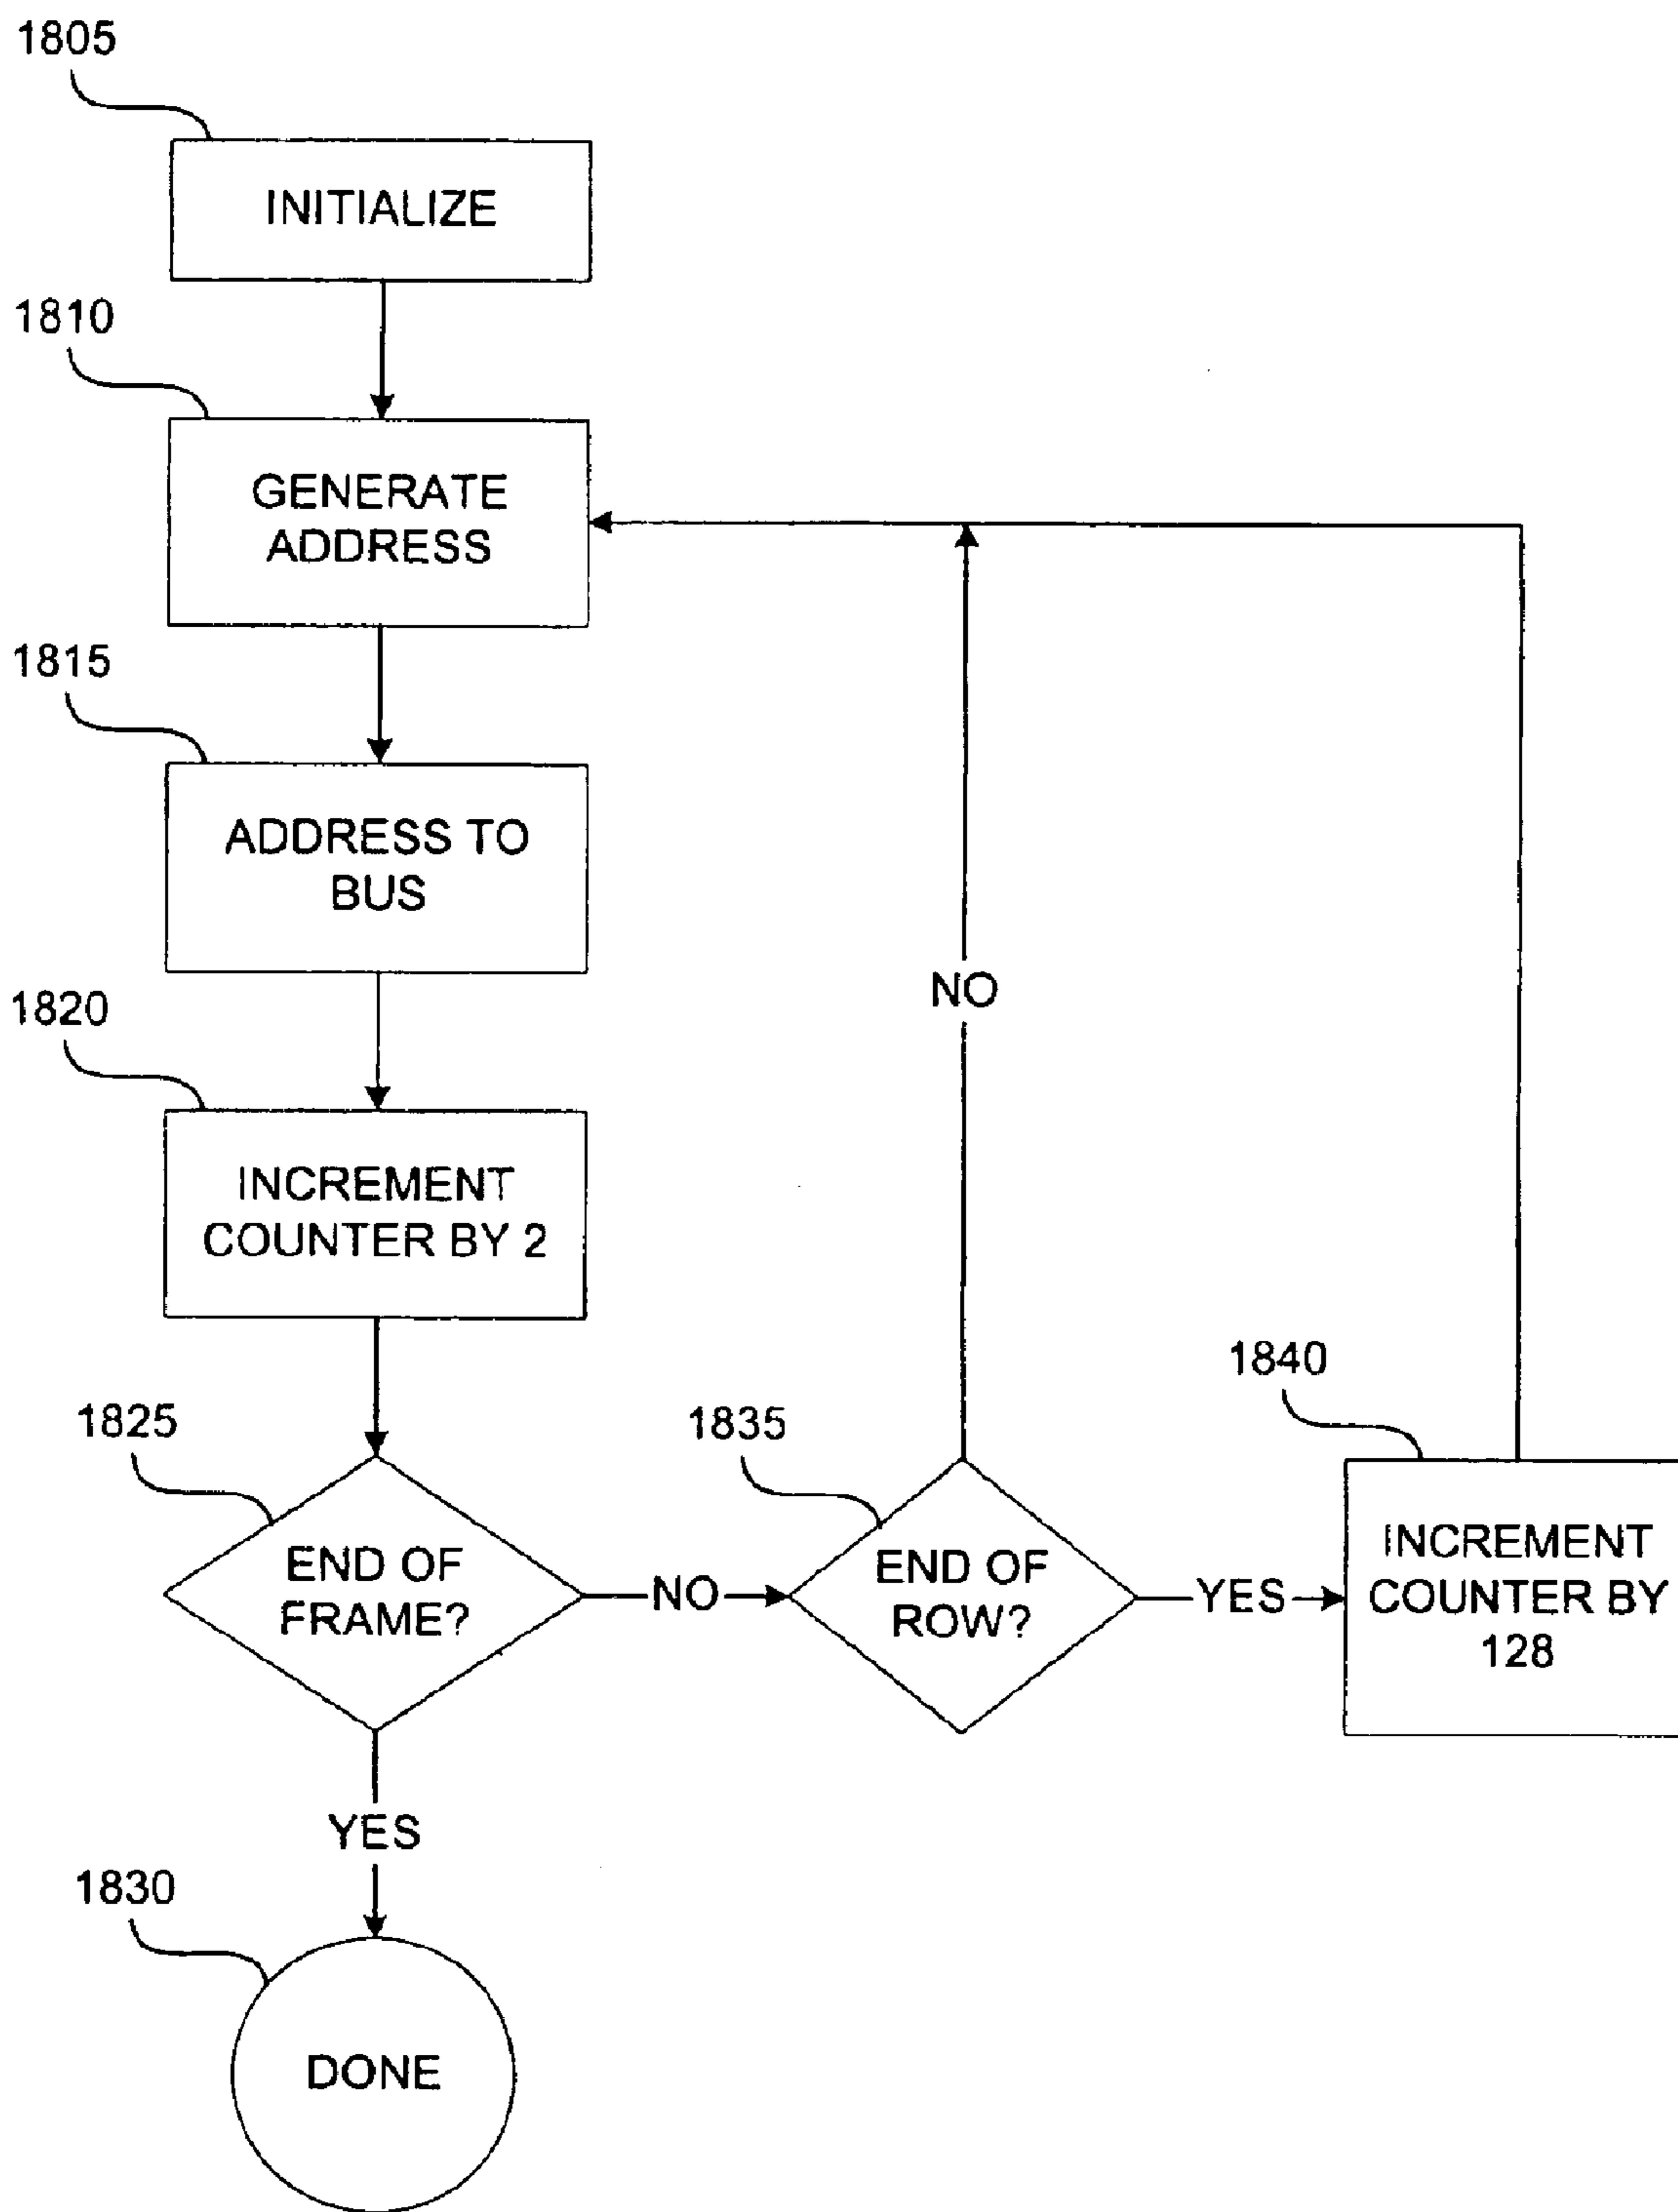 1805
INITIALIZE
1810
GENERATE
ADDRESS
1815
ADDRESS TO
BUS
1820
INCREMENT
COUNTER BY 2
1825
END OF
FRAME?
NO
1835
END OF
ROW?
NO
YES
1840
INCREMENT
COUNTER BY
128
YES
1830
DONE